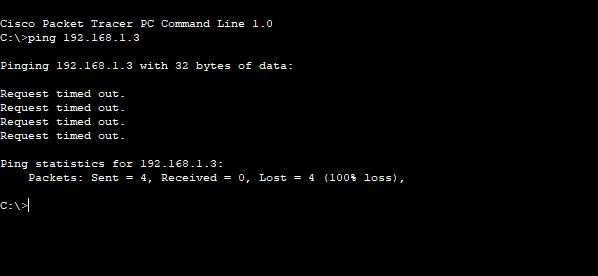 Cisco Packet Tracer PC Command Line 1.0
C:\>ping 192.168.1.3
Pinging 192.168.1.3 with 32 bytes of data:
Request timed out.
Request timed out.
Request timed out.
Request timed out.
Ping statistics for 192.168.1.3:
Packets: Sent = 4, Received = 0, Lost = 4 (100% loss),
C:\>